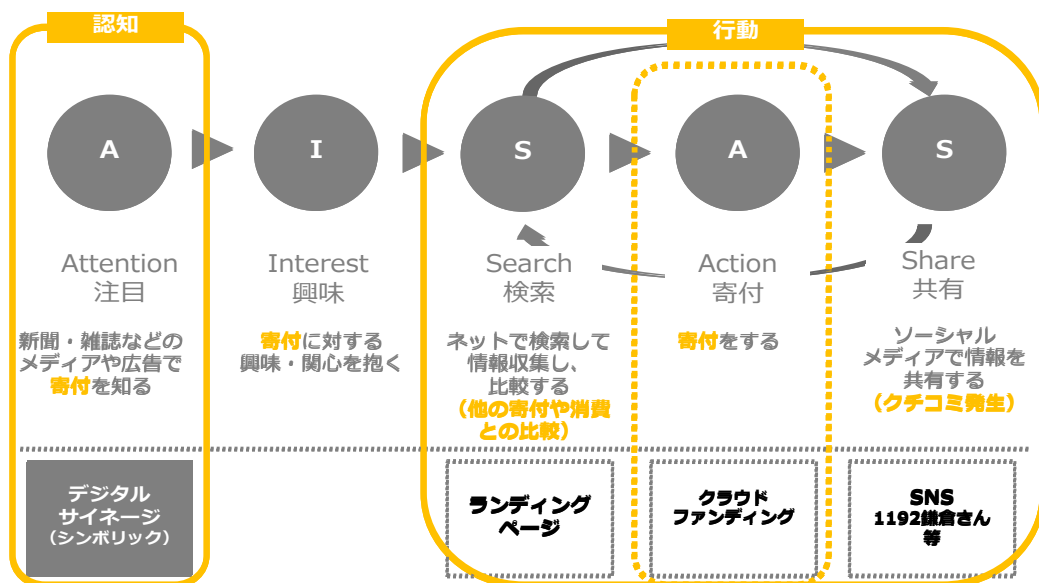 認知
行動
A
I
S
A
S
Attention
注目
Interest
興味
Search
検索
Action
寄付
Share
共有
新聞・雑誌などの
メディアや広告で
寄付を知る
寄付に対する
興味・関心を抱く
ネットで検索して
情報収集し、
比較する
（他の寄付や消費
との比較）
寄付をする
ソーシャル
メディアで情報を
共有する
（クチコミ発生）
デジタル
サイネージ
（シンボリック）
ランディング
ページ
クラウド
ファンディング
SNS
1192鎌倉さん
等